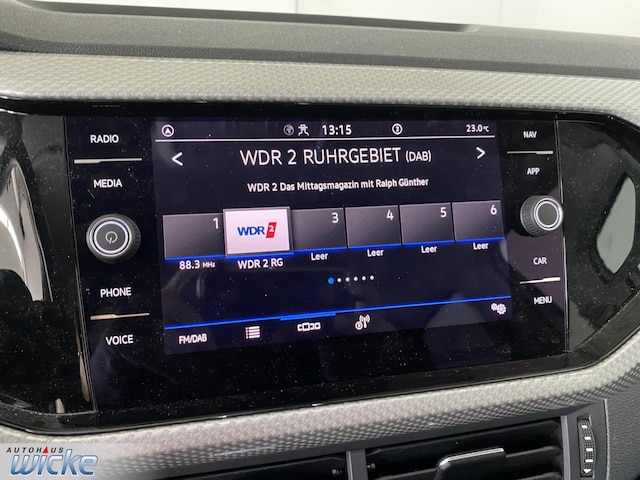 13:15 23.0°C
RADIO
MEDIA
PHONE
VOICE
< WDR 2 RUHRGEBIET (DAB) >
WDR 2 Das Mittagsmagazin mit Ralph Günther
1 WDR 2 3 4 5 6
88.3 MHz WDR 2 RG Leer Leer Leer Leer
FM/DAB
NAV
APP
CAR
MENU
AUTOHAUS
WICKE